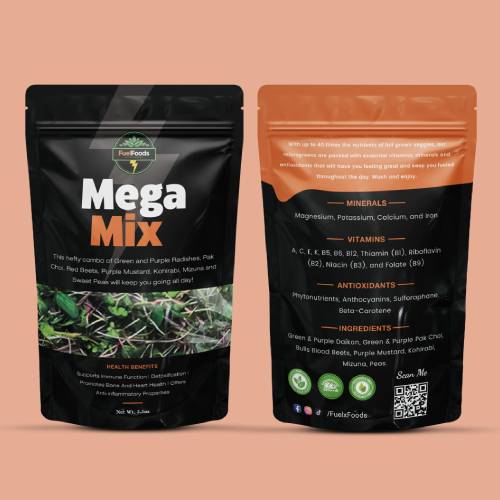 FuelFoods
Mega
Mix
This hefty combo of Green and Purple Radishes, Pak
Choi, Red Beets, Purple Mustard, Kohirabi, Mizuna and
Sweet Peas will keep you going all day!
HEALTH BENEFITS
Supports Immune Function | Detoxification |
Promotes Bone And Heart Health | Offers
Anti-inflammatory Properties
Net Wt. 3.5oz
With up to 40 times the nutrients of full grown veggies, our
microgreens are packed with essential vitamins, minerals and
antioxidants that will have you feeling great and keep you fueled
throughout the day. Wash and enjoy.
MINERALS
Magnesium, Potassium, Calcium, and Iron
VITAMINS
A, C, E, K, B5, B6, B12, Thiamin (B1), Riboflavin
(B2), Niacin (B3), and Folate (B9)
ANTIOXIDANTS
Phytonutrients, Anthocyanins, Sulforaphane,
Beta-Carotene
INGREDIENTS
Green & Purple Daikon, Green & Purple Pak Choi,
Bulls Blood Beets, Purple Mustard, Kohirabi,
Mizuna, Peas.
Scan Me
/FuelxFoods